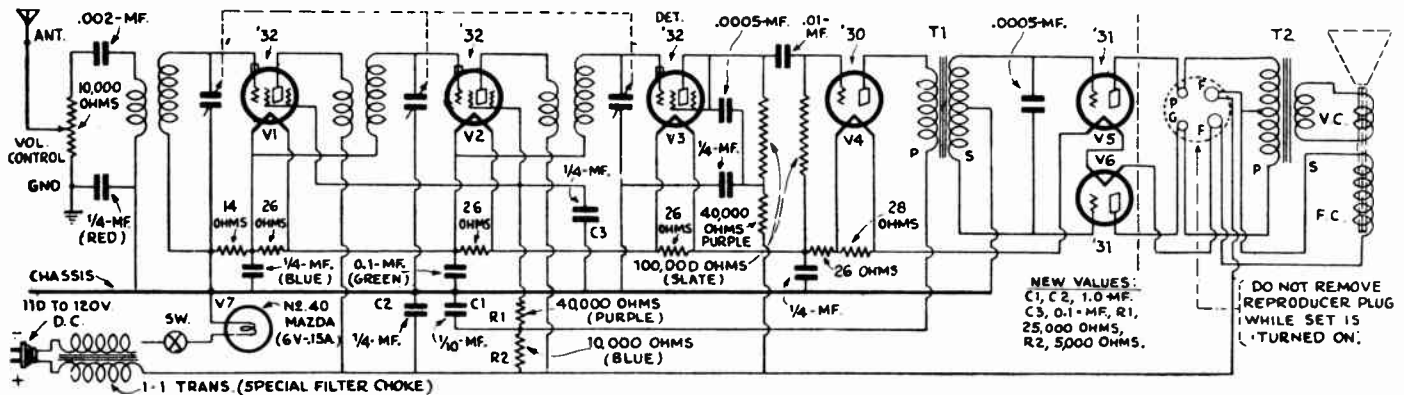 .002-MF.
ANT.
10,000
OHMS
VOL.
CONTROL
GND
1/4-MF.
(RED)
'32
V1
14
OHMS
26
OHMS
1/4-MF.
(BLUE)
'32
V2
26
OHMS
0.1-MF.
(GREEN)
1/4-MF.
C3
DET.
'32
V3
26
OHMS
.0005-MF.
1/4-MF.
.01-
MF.
40,000
OHMS
PURPLE
100,000 OHMS
(SLATE)
'30
V4
28
OHMS
26 OHMS
1/4-MF.
T1
P
S
.0005-MF.
'31
V5
V6
'31
P
G
F
F
T2
P
S
V.C.
F.C.
CHASSIS
110 TO 120V.
D.C.
-
+
SW.
V7
No. 40
MAZDA
(6V-.15A)
1-1 TRANS. (SPECIAL FILTER CHOKE)
C2
1/4-MF.
C1
1/10-MF.
R1
40,000 OHMS
(PURPLE)
R2
10,000 OHMS
(BLUE)
NEW VALUES:
C1, C2, 1.0-MF.
C3, 0.1-MF, R1,
25,000 OHMS,
R2, 5,000 OHMS.
DO NOT REMOVE
REPRODUCER PLUG
WHILE SET IS
TURNED ON.